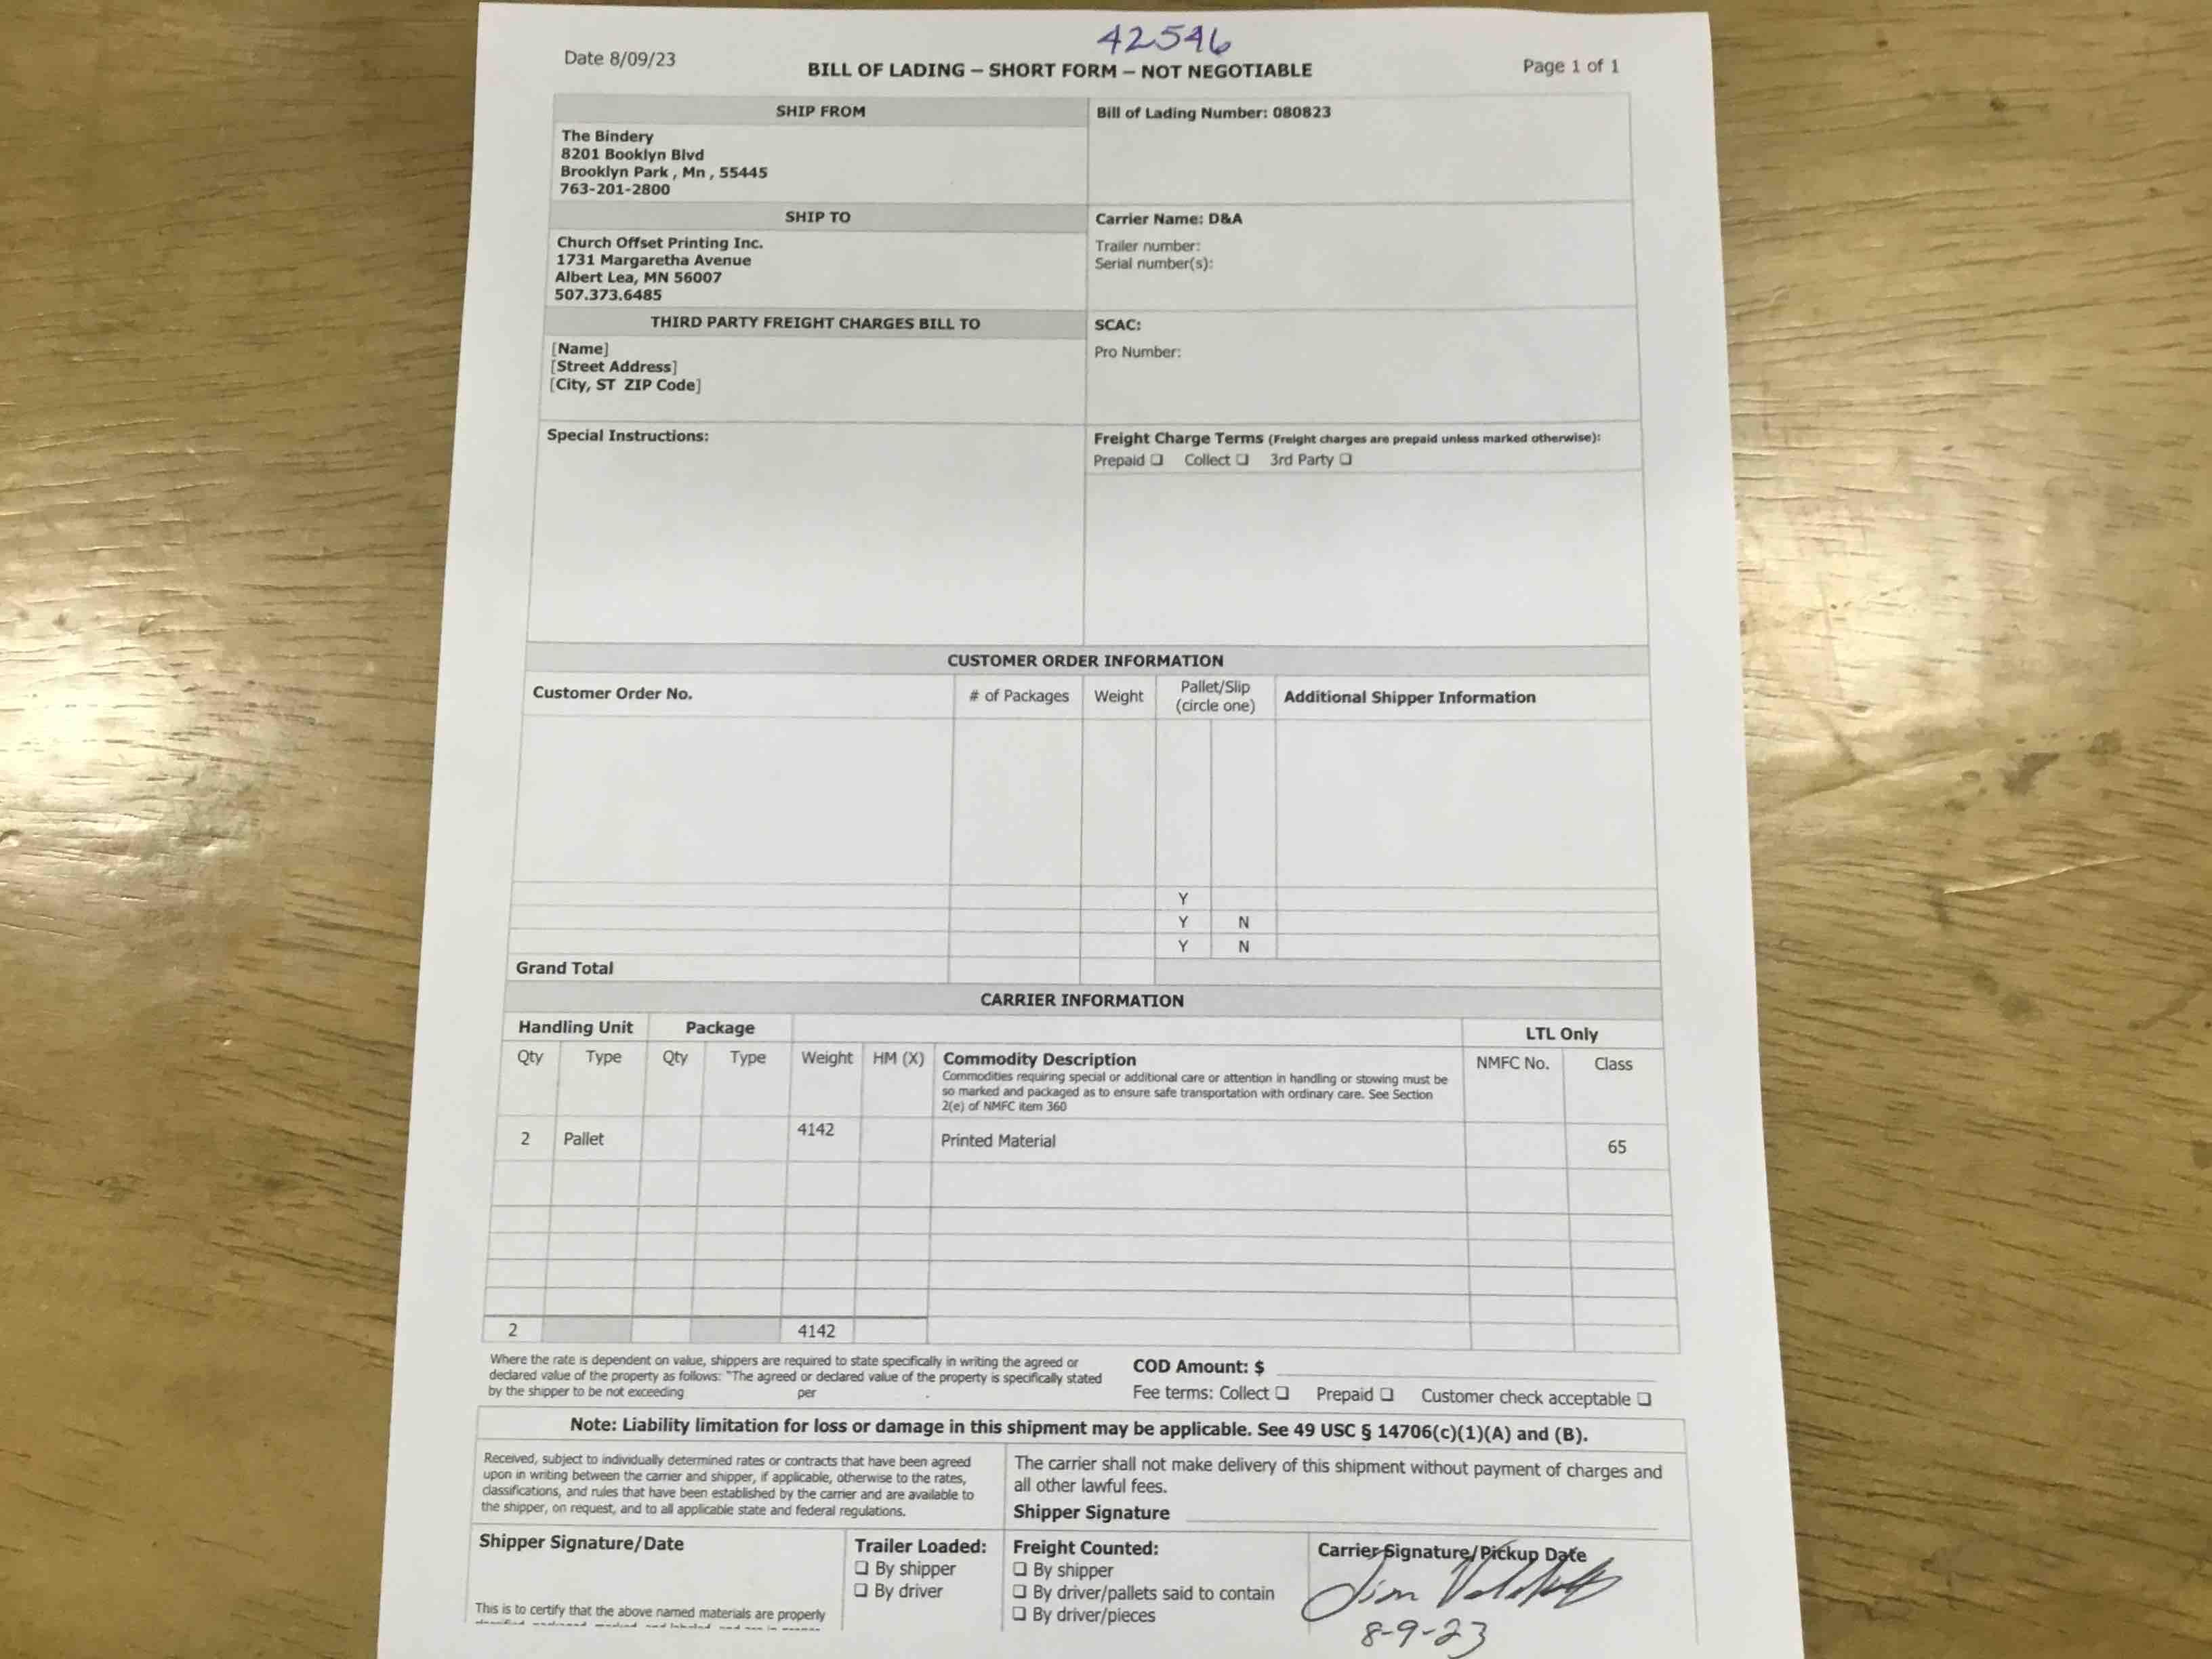 42546
Date 8/09/23
BILL OF LADING – SHORT FORM – NOT NEGOTIABLE
Page 1 of 1
SHIP FROM
The Bindery
8201 Booklyn Blvd
Brooklyn Park , Mn , 55445
763-201-2800
Bill of Lading Number: 080823
SHIP TO
Church Offset Printing Inc.
1731 Margaretha Avenue
Albert Lea, MN 56007
507.373.6485
Carrier Name: D&A
Trailer number:
Serial number(s):
THIRD PARTY FREIGHT CHARGES BILL TO
[Name]
[Street Address]
[City, ST ZIP Code]
SCAC:
Pro Number:
Special Instructions:
Freight Charge Terms (Freight charges are prepaid unless marked otherwise):
Prepaid ❑ Collect ❑ 3rd Party ❑
CUSTOMER ORDER INFORMATION
Customer Order No. # of Packages Weight Pallet/Slip (circle one) Additional Shipper Information
Y
Y N
Y N
Grand Total
CARRIER INFORMATION
Handling Unit Package LTL Only
Qty Type Qty Type Weight HM (X) Commodity Description NMFC No. Class
Commodities requiring special or additional care or attention in handling or stowing must be
so marked and packaged as to ensure safe transportation with ordinary care. See Section
2(e) of NMFC item 360
2 Pallet 4142 Printed Material 65
2 4142
Where the rate is dependent on value, shippers are required to state specifically in writing the agreed or
declared value of the property as follows: "The agreed or declared value of the property is specifically stated
by the shipper to be not exceeding per .
COD Amount: $
Fee terms: Collect ❑ Prepaid ❑ Customer check acceptable ❑
Note: Liability limitation for loss or damage in this shipment may be applicable. See 49 USC § 14706(c)(1)(A) and (B).
Received, subject to individually determined rates or contracts that have been agreed
upon in writing between the carrier and shipper, if applicable, otherwise to the rates,
classifications, and rules that have been established by the carrier and are available to
the shipper, on request, and to all applicable state and federal regulations.
The carrier shall not make delivery of this shipment without payment of charges and
all other lawful fees.
Shipper Signature
Shipper Signature/Date
This is to certify that the above named materials are properly
Trailer Loaded:
❑ By shipper
❑ By driver
Freight Counted:
❑ By shipper
❑ By driver/pallets said to contain
❑ By driver/pieces
Carrier Signature/Pickup Date
Jim
8-9-23